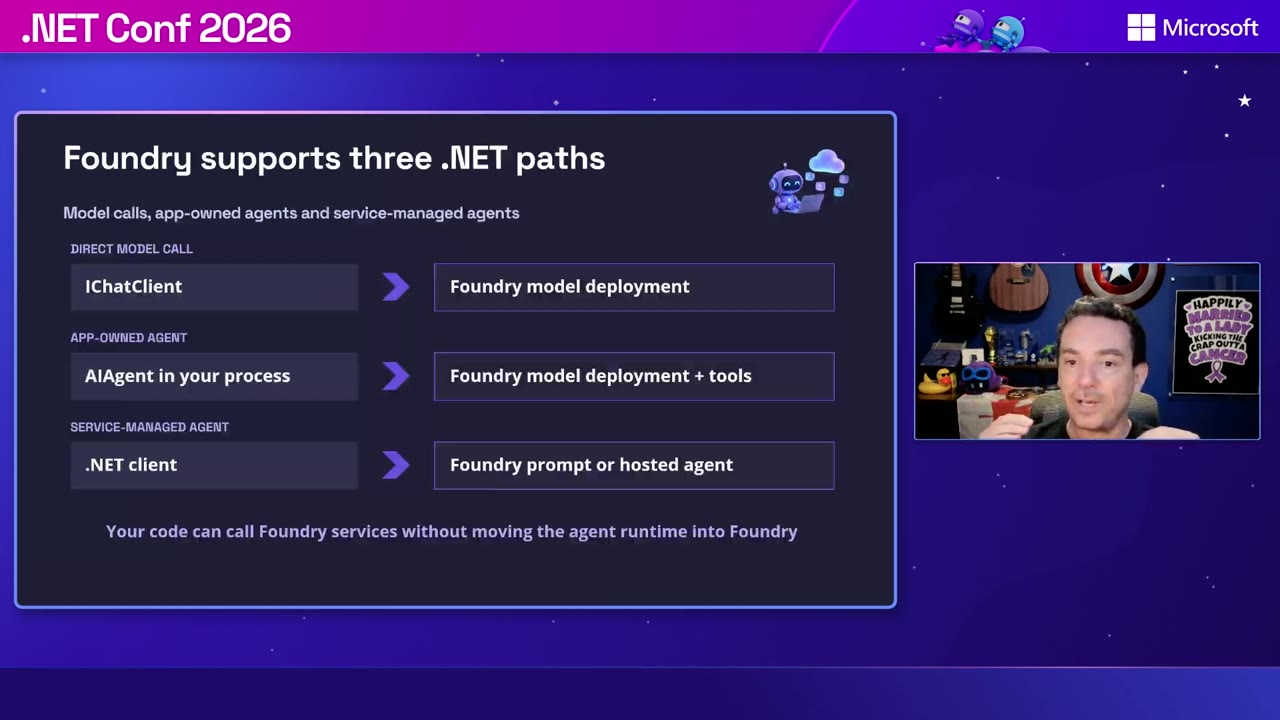 .NET Conf 2026
Microsoft
Foundry supports three .NET paths
Model calls, app-owned agents and service-managed agents
DIRECT MODEL CALL
IChatClient
Foundry model deployment
APP-OWNED AGENT
AIAgent in your process
Foundry model deployment + tools
SERVICE-MANAGED AGENT
.NET client
Foundry prompt or hosted agent
Your code can call Foundry services without moving the agent runtime into Foundry
HAPPILY
MARRIED
TO A LADY
KICKING THE
CRAP OUTTA
CANCER